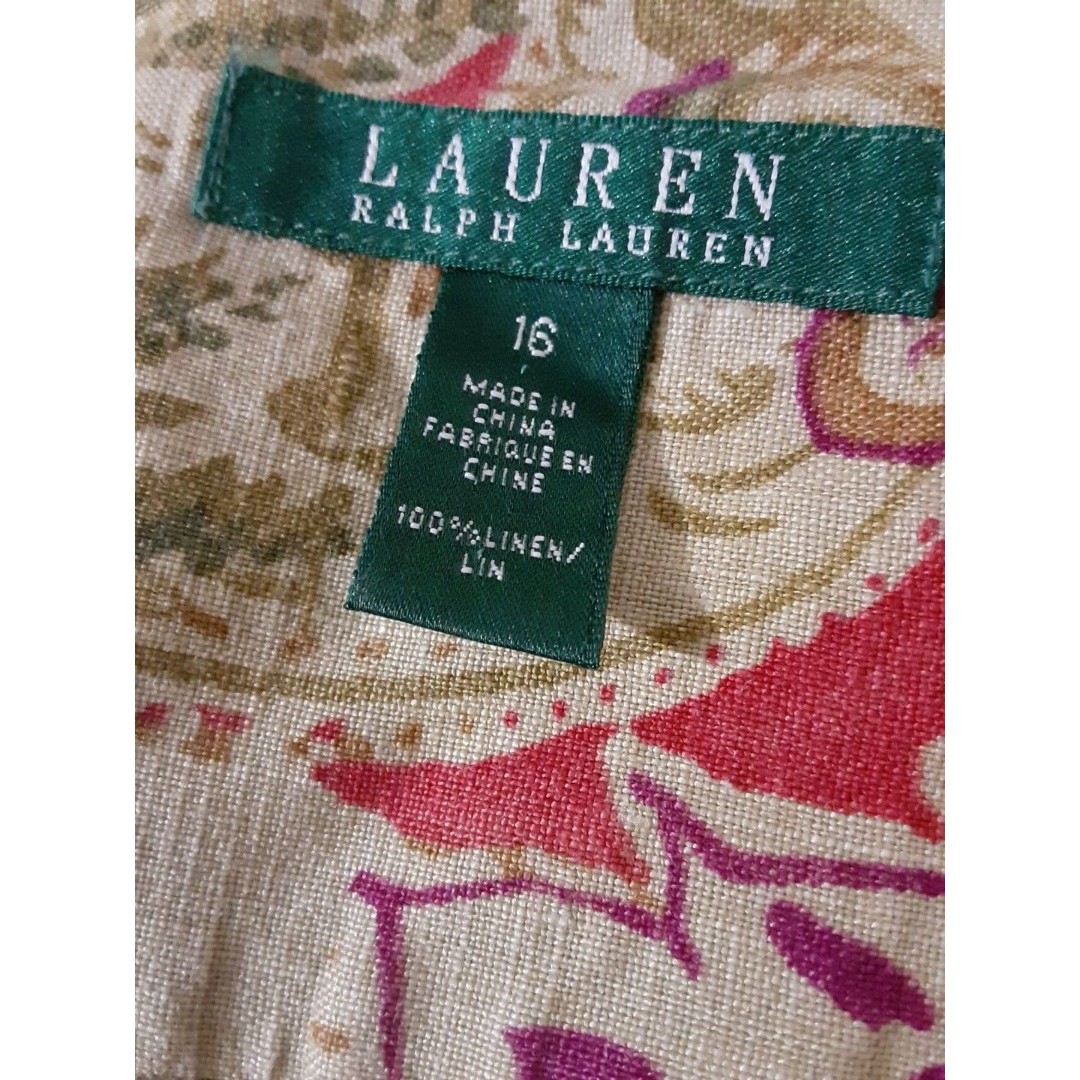 LAUREN
RALPH LAUREN
16
MADE IN
CHINA
FABRIQUE EN
CHINE
100% LINEN/
LIN